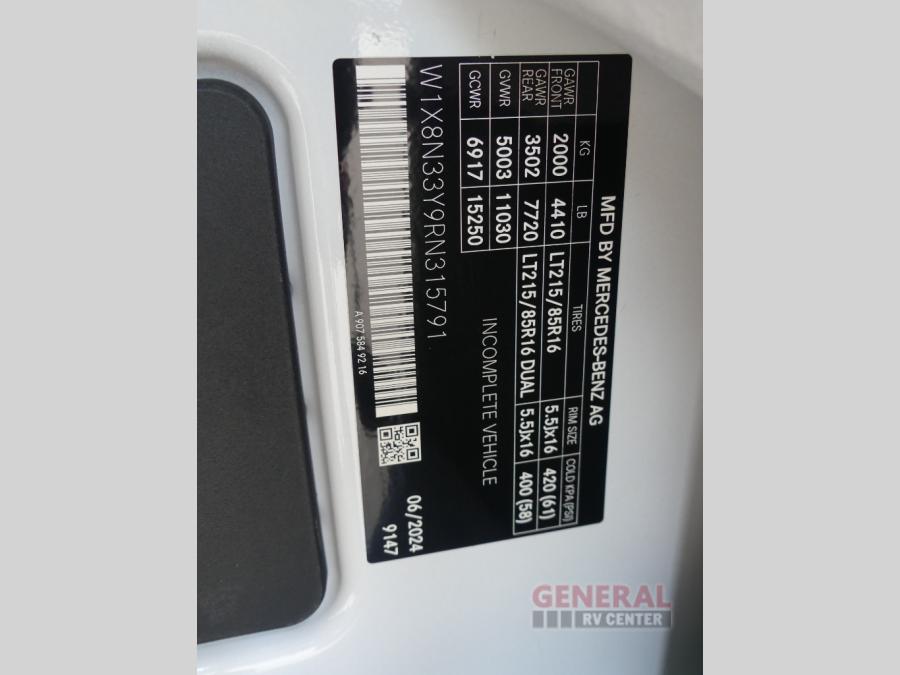 MFD BY MERCEDES-BENZ AG
KG LB TIRES RIM SIZE COLD KPA(PSI)
GAWR FRONT 2000 4410 LT215/85R16 5.5Jx16 420 (61)
GAWR REAR 3502 7720 LT215/85R16 DUAL 5.5Jx16 400 (58)
GVWR 5003 11030
INCOMPLETE VEHICLE
GCWR 6917 15250
W1X8N33Y9RN315791
06/2024
9147
A 907 584 92 16
GENERAL
RV CENTER